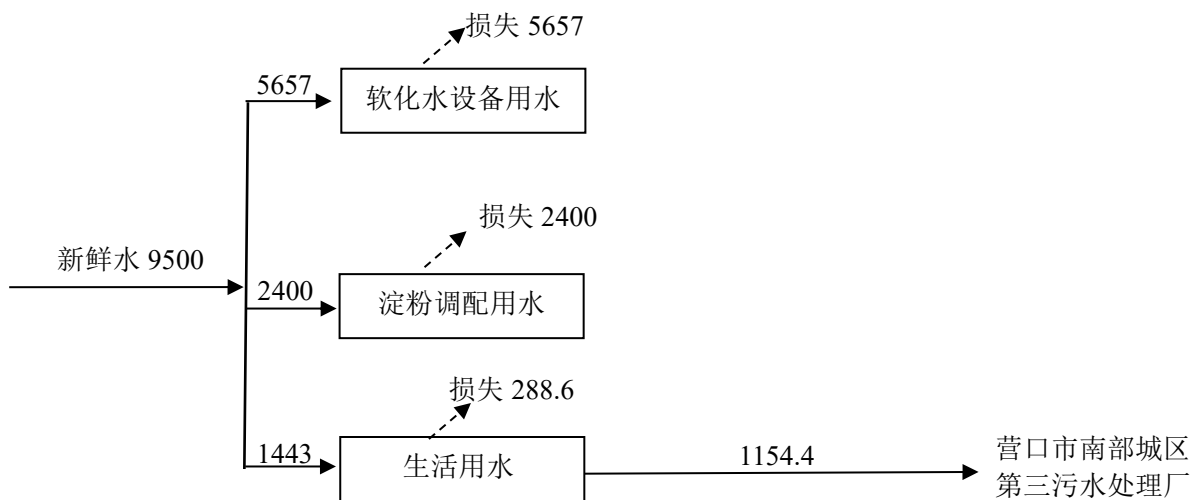 损失 5657
5657
软化水设备用水
损失 2400
新鲜水 9500
2400
淀粉调配用水
损失 288.6
1443
生活用水
1154.4
营口市南部城区
第三污水处理厂